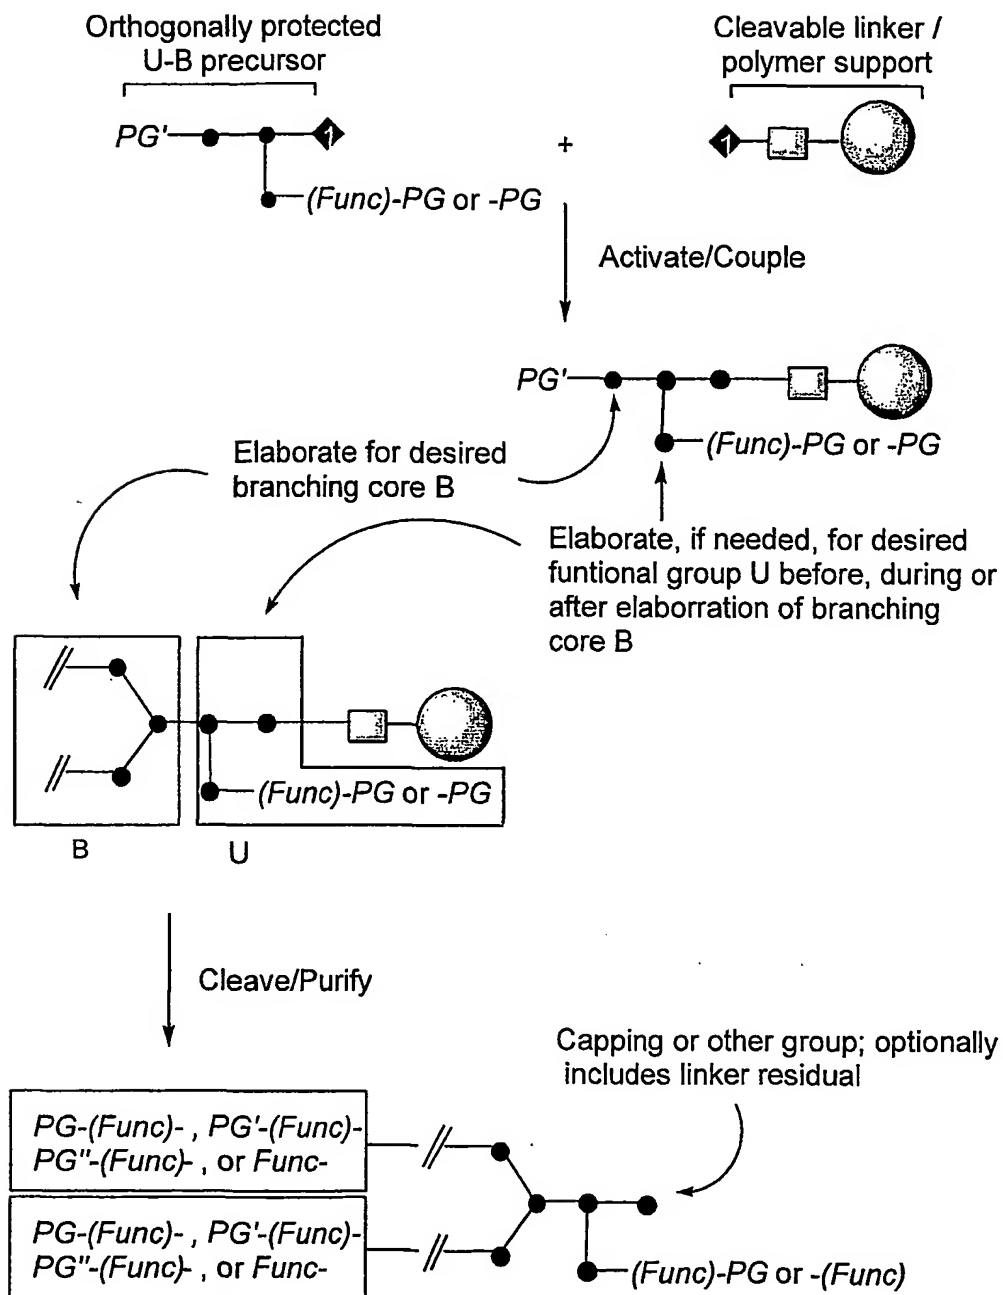 Orthogonally protected
U-B precursor
Cleavable linker /
polymer support
PG'
1
+
1
(Func)-PG or -PG
Activate/Couple
PG'
(Func)-PG or -PG
Elaborate for desired
branching core B
Elaborate, if needed, for desired
funtional group U before, during or
after elaborration of branching
core B
(Func)-PG or -PG
B
U
Cleave/Purify
Capping or other group; optionally
includes linker residual
PG-(Func)- , PG'-(Func)-
PG"-(Func)- , or Func-
PG-(Func)- , PG'-(Func)-
PG"-(Func)- , or Func-
(Func)-PG or -(Func)